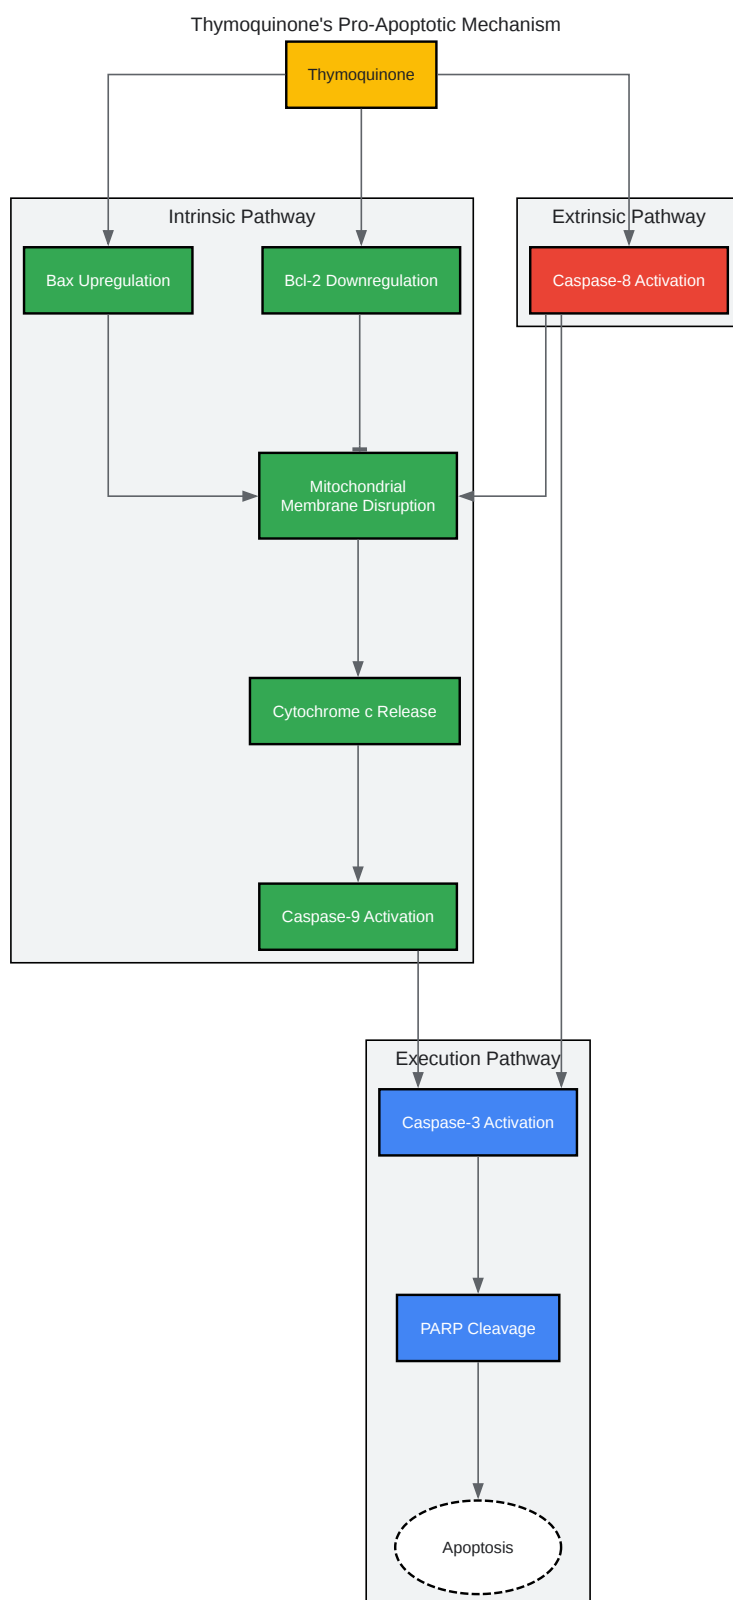 Thymoquinone's Pro-Apoptotic Mechanism
Thymoquinone
Intrinsic Pathway
Extrinsic Pathway
Bax Upregulation
Bcl-2 Downregulation
Caspase-8 Activation
Mitochondrial
Membrane Disruption
Cytochrome c Release
Caspase-9 Activation
Execution Pathway
Caspase-3 Activation
PARP Cleavage
Apoptosis